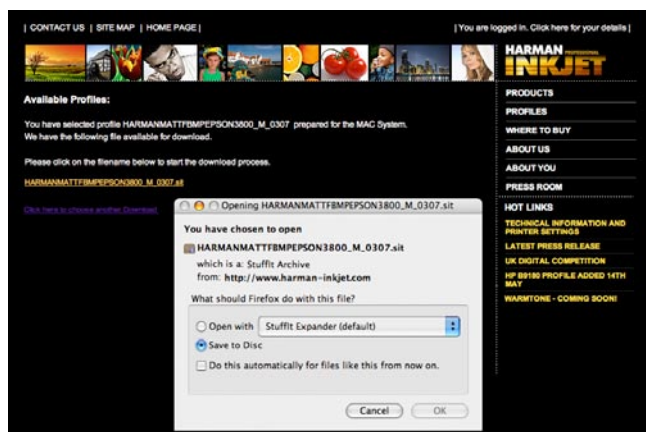 | CONTACT US | SITE MAP | HOME PAGE |
| You are logged in. Click here for your details |
HARMAN PROFESSIONAL
INKJET
Available Profiles:
You have selected profile HARMANMATTFBMPEPSON3800_M_0307 prepared for the MAC System.
We have the following file available for download.
Please click on the filename below to start the download process.
HARMANMATTFBMPEPSON3800_M_0307.sit
Click here to choose another Download
PRODUCTS
PROFILES
WHERE TO BUY
ABOUT US
ABOUT YOU
PRESS ROOM
HOT LINKS
TECHNICAL INFORMATION AND
PRINTER SETTINGS
LATEST PRESS RELEASE
UK DIGITAL COMPETITION
HP B9180 PROFILE ADDED 14TH
MAY
WARMTONE - COMING SOON!
Opening HARMANMATTFBMPEPSON3800_M_0307.sit
You have chosen to open
HARMANMATTFBMPEPSON3800_M_0307.sit
which is a: StuffIt Archive
from: http://www.harman-inkjet.com
What should Firefox do with this file?
Open with StuffIt Expander (default)
Save to Disc
Do this automatically for files like this from now on.
Cancel OK